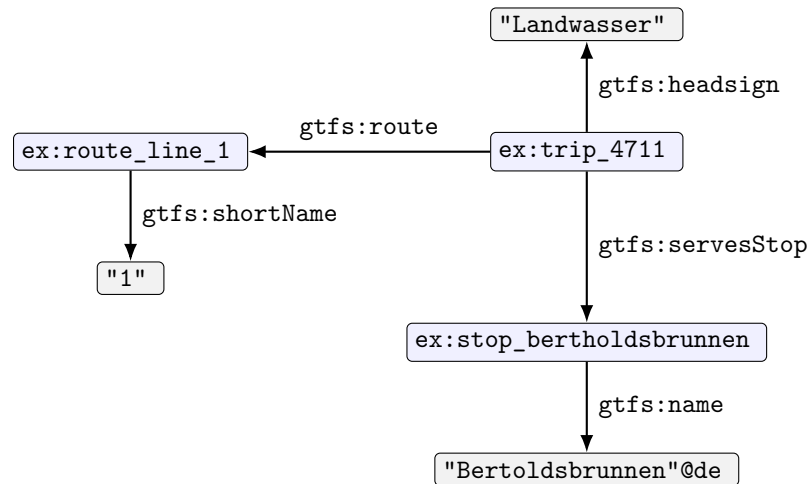 "Landwasser"
gtfs:headsign
gtfs:route
ex:route_line_1
ex:trip_4711
gtfs:shortName
gtfs:servesStop
"1"
ex:stop_bertholdsbrunnen
gtfs:name
"Bertoldsbrunnen"@de